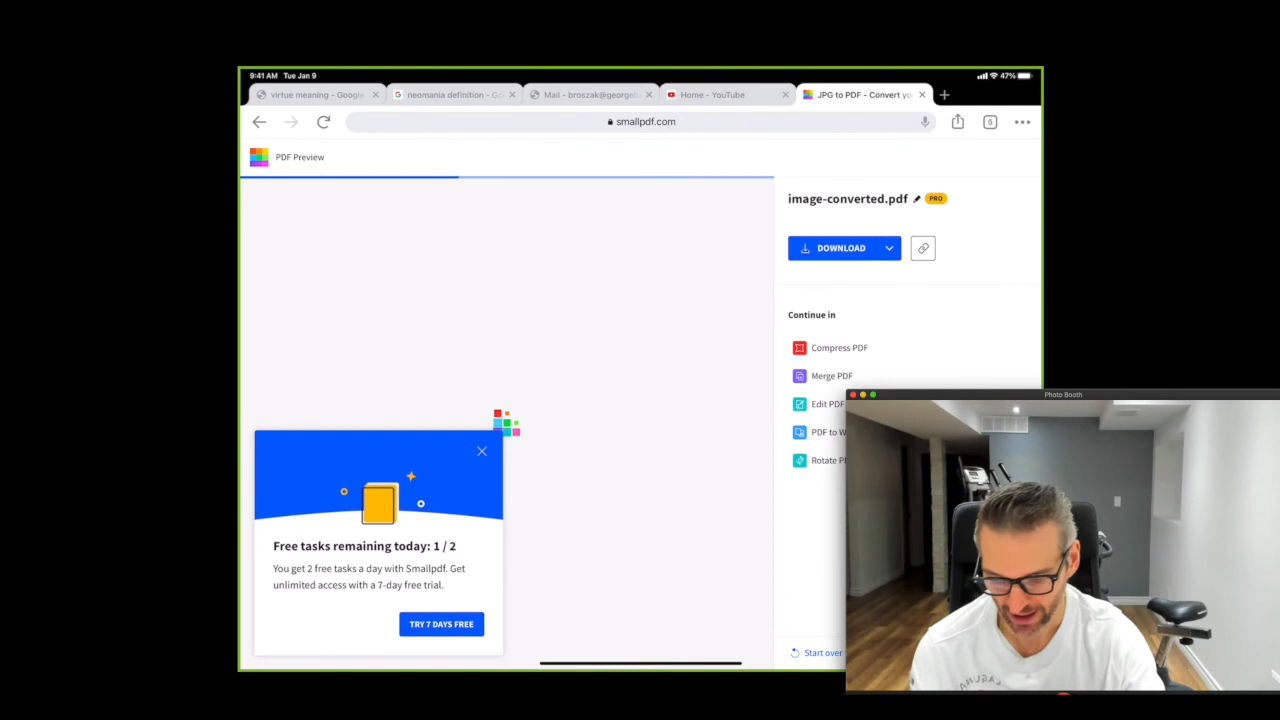 9:41 AM Tue Jan 9
47%
virtue meaning - Google
neomania definition - Go
Mail - broszak@george
Home - YouTube
JPG to PDF - Convert yo
smallpdf.com
6
PDF Preview
image-converted.pdf PRO
DOWNLOAD
Continue in
Compress PDF
Merge PDF
Edit PDF
PDF to W
Rotate P
Photo Booth
Free tasks remaining today: 1 / 2
You get 2 free tasks a day with Smallpdf. Get
unlimited access with a 7-day free trial.
TRY 7 DAYS FREE
Start over